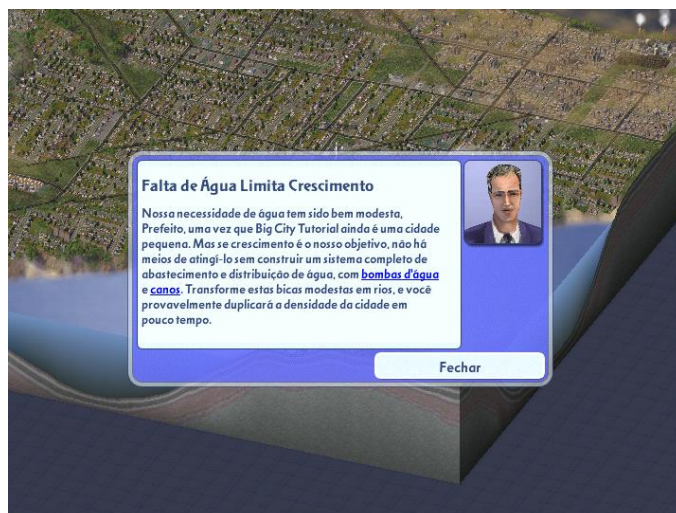 Falta de Água Limita Crescimento
Nossa necessidade de água tem sido bem modesta,
Prefeito, uma vez que Big City Tutorial ainda é uma cidade
pequena. Mas se crescimento é o nosso objetivo, não há
meios de atingí-lo sem construir um sistema completo de
abastecimento e distribuição de água, com bombas d'água
e canos. Transforme estas bicas modestas em rios, e você
provavelmente duplicará a densidade da cidade em
pouco tempo.
Fechar